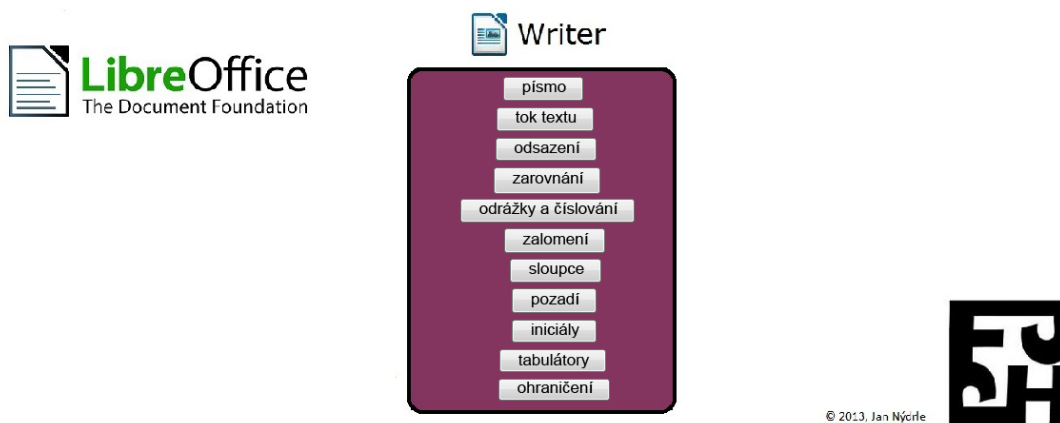 Writer
LibreOffice
The Document Foundation
písmo
tok textu
odsazení
zarovnání
odrážky a číslování
zalomení
sloupce
pozadí
iniciály
tabulátory
ohraničení
© 2013, Jan Nýdrle